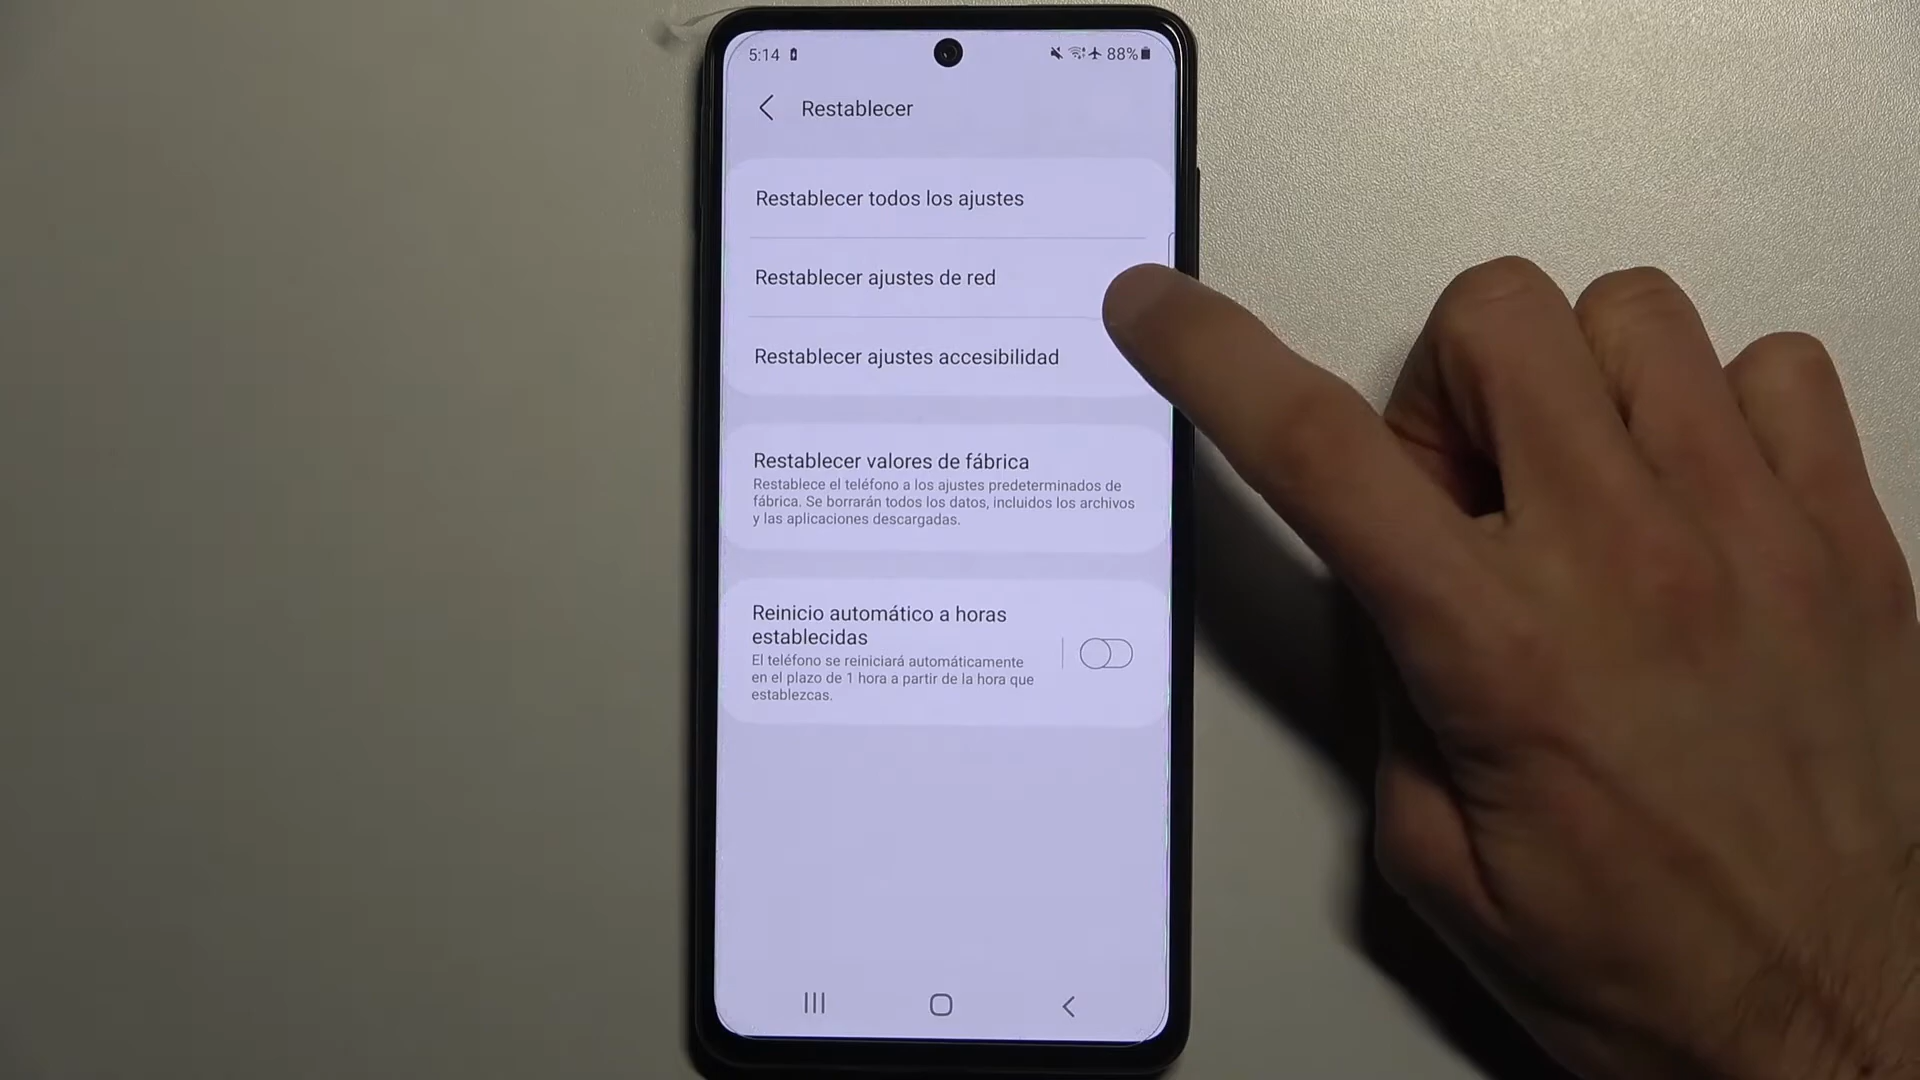 5:14
88%
Restablecer
Restablecer todos los ajustes
Restablecer ajustes de red
Restablecer ajustes accesibilidad
Restablecer valores de fábrica
Restablece el teléfono a los ajustes predeterminados de
fábrica. Se borrarán todos los datos, incluidos los archivos
y las aplicaciones descargadas.
Reinicio automático a horas
establecidas
El teléfono se reiniciará automáticamente
en el plazo de 1 hora a partir de la hora que
establezcas.